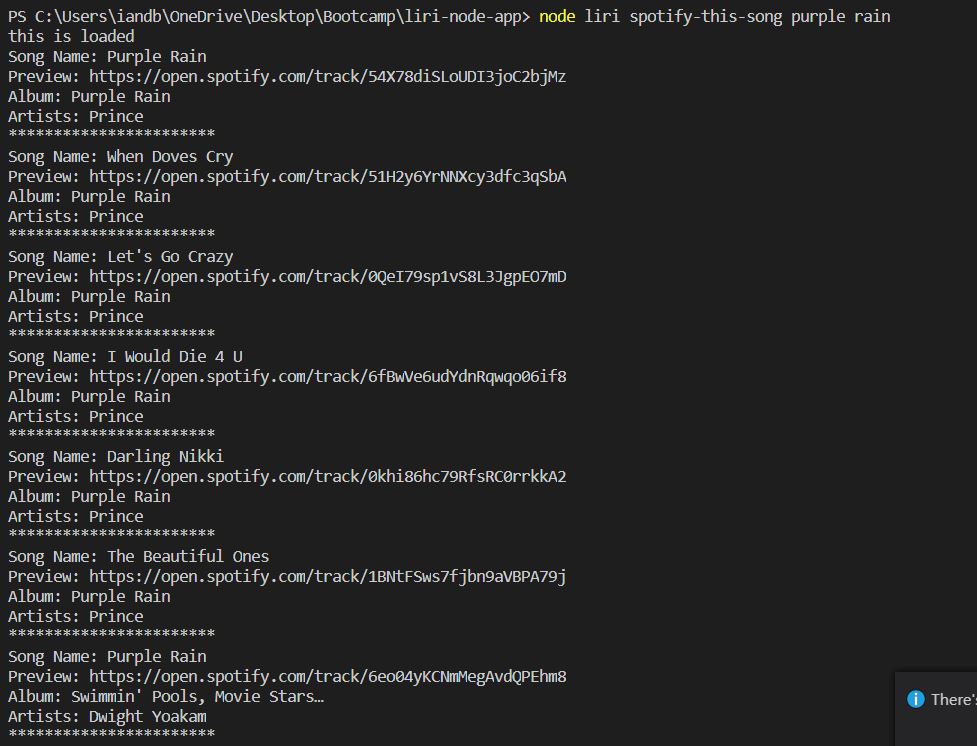 PS C:\Users\iandb\OneDrive\Desktop\Bootcamp\liri-node-app> node liri spotify-this-song purple rain
this is loaded
Song Name: Purple Rain
Preview: https://open.spotify.com/track/54X78diSLoUDI3joC2bjMz
Album: Purple Rain
Artists: Prince
***********************
Song Name: When Doves Cry
Preview: https://open.spotify.com/track/51H2y6YrNNXcy3dfc3qSbA
Album: Purple Rain
Artists: Prince
***********************
Song Name: Let's Go Crazy
Preview: https://open.spotify.com/track/0QeI79sp1vS8L3JgpEO7mD
Album: Purple Rain
Artists: Prince
***********************
Song Name: I Would Die 4 U
Preview: https://open.spotify.com/track/6fBwVe6udYdnRqwqo06if8
Album: Purple Rain
Artists: Prince
***********************
Song Name: Darling Nikki
Preview: https://open.spotify.com/track/0khi86hc79RfsRC0rrkkA2
Album: Purple Rain
Artists: Prince
***********************
Song Name: The Beautiful Ones
Preview: https://open.spotify.com/track/1BNtFSws7fjbn9aVBPA79j
Album: Purple Rain
Artists: Prince
***********************
Song Name: Purple Rain
Preview: https://open.spotify.com/track/6eo04yKCNmMegAvdQPEhm8
Album: Swimmin' Pools, Movie Stars…
Artists: Dwight Yoakam
***********************
There's